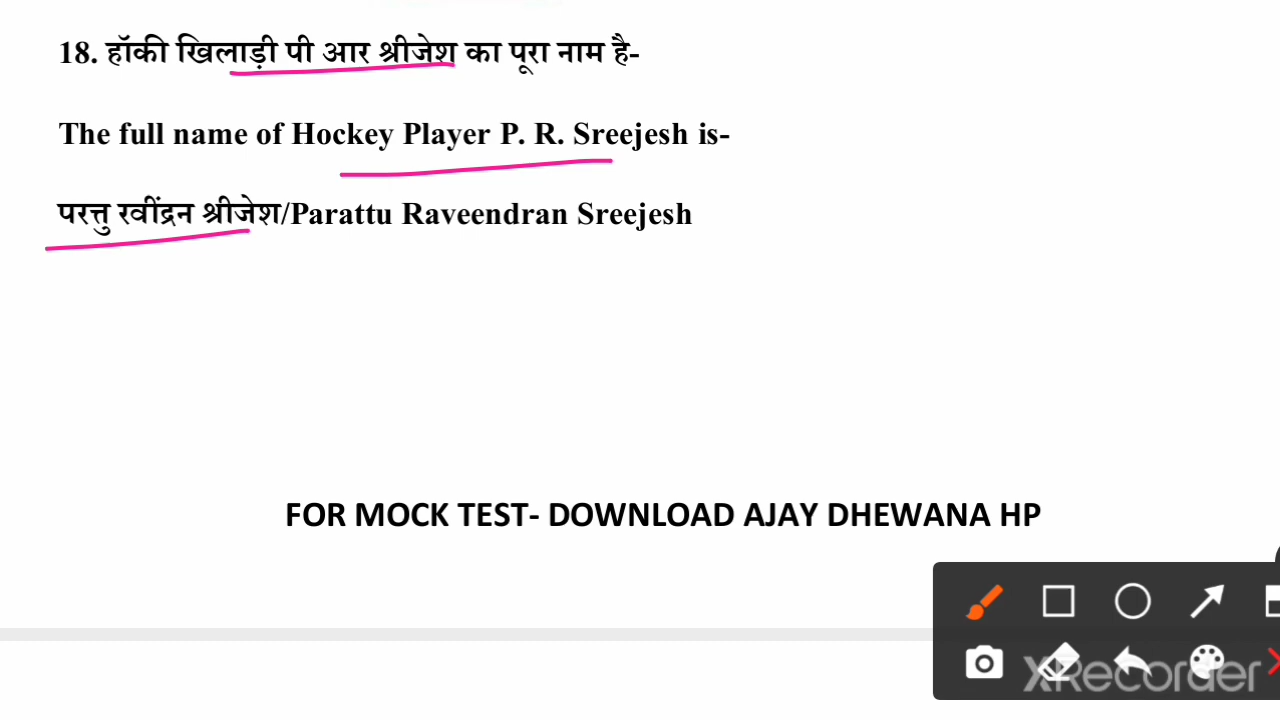 18. हॉकी खिलाड़ी पी आर श्रीजेश का पूरा नाम है-
The full name of Hockey Player P. R. Sreejesh is-
परत्तु रवींद्रन श्रीजेश/Parattu Raveendran Sreejesh
FOR MOCK TEST- DOWNLOAD AJAY DHEWANA HP
XRecorder